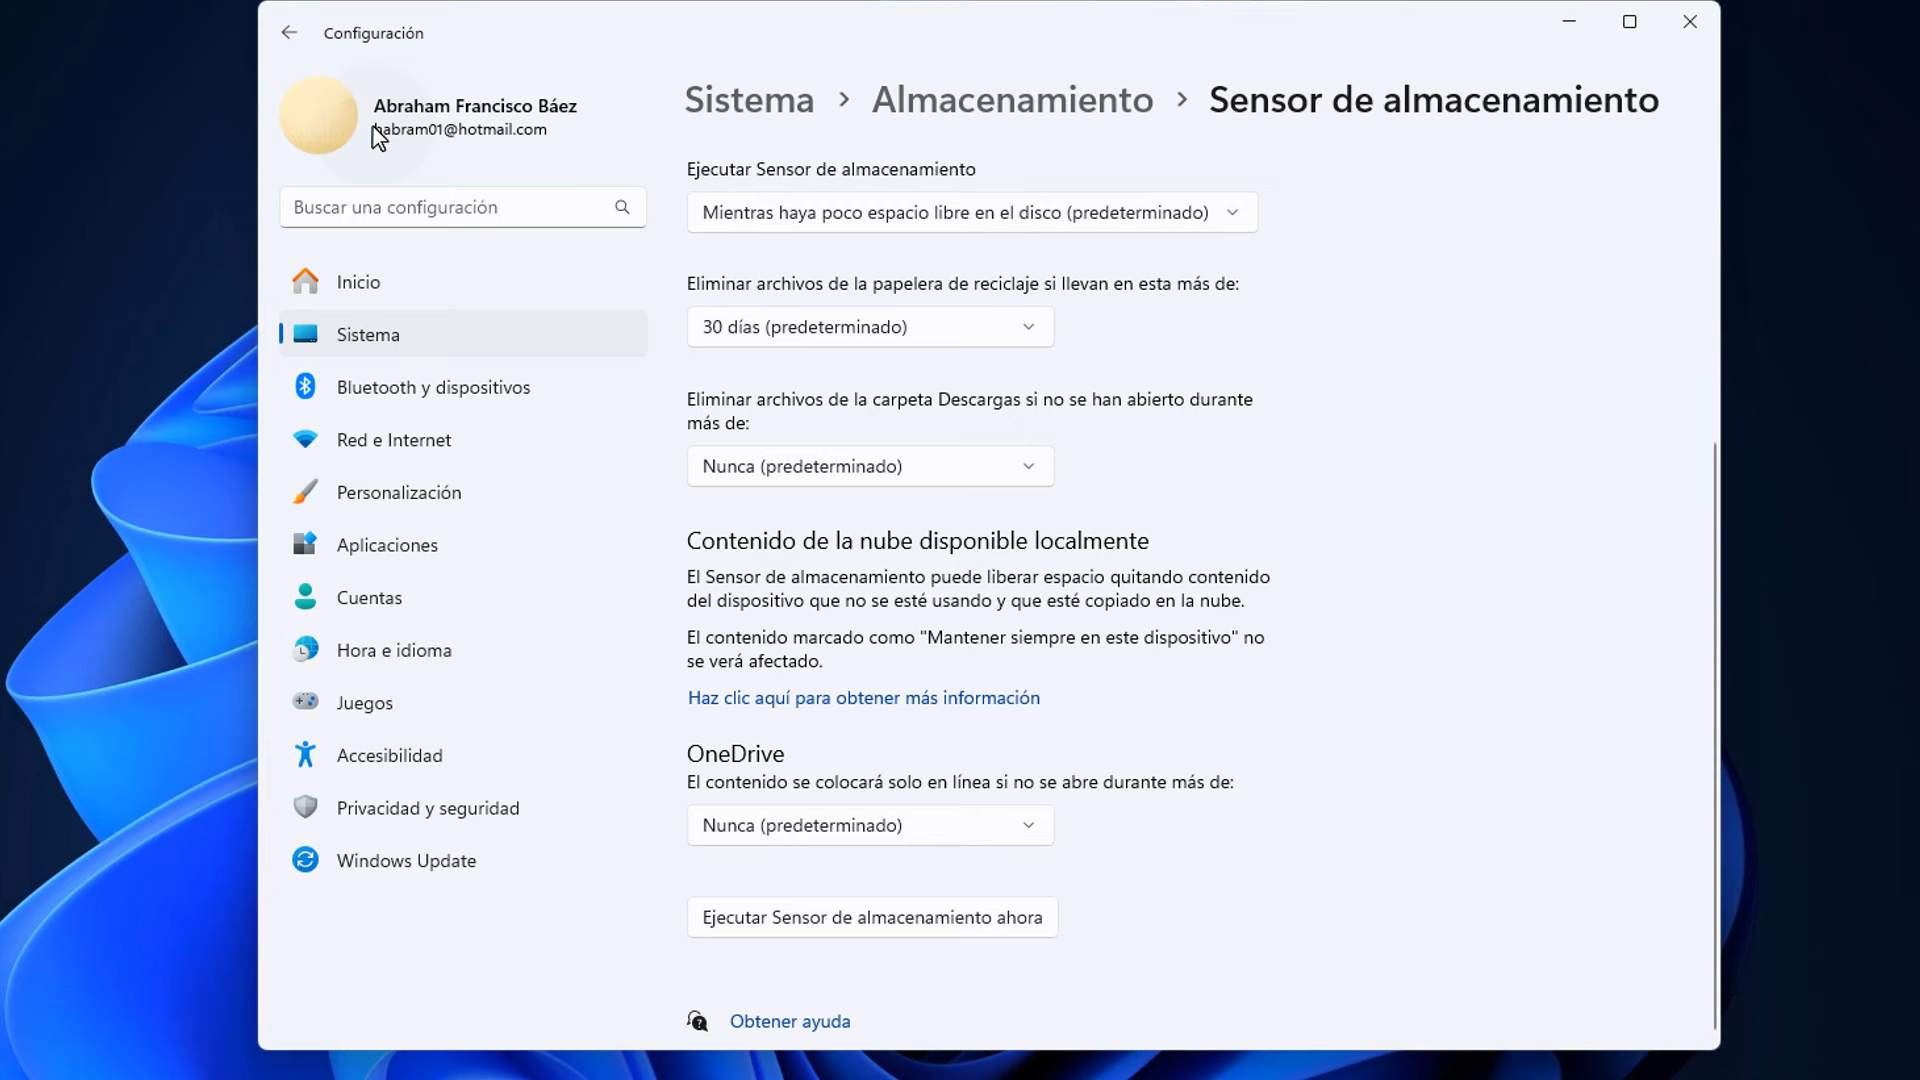 Configuración
Abraham Francisco Báez
habram01@hotmail.com
Buscar una configuración
Inicio
Sistema
Bluetooth y dispositivos
Red e Internet
Personalización
Aplicaciones
Cuentas
Hora e idioma
Juegos
Accesibilidad
Privacidad y seguridad
Windows Update
Sistema > Almacenamiento > Sensor de almacenamiento
Ejecutar Sensor de almacenamiento
Mientras haya poco espacio libre en el disco (predeterminado)
Eliminar archivos de la papelera de reciclaje si llevan en esta más de:
30 días (predeterminado)
Eliminar archivos de la carpeta Descargas si no se han abierto durante
más de:
Nunca (predeterminado)
Contenido de la nube disponible localmente
El Sensor de almacenamiento puede liberar espacio quitando contenido
del dispositivo que no se esté usando y que esté copiado en la nube.
El contenido marcado como "Mantener siempre en este dispositivo" no
se verá afectado.
Haz clic aquí para obtener más información
OneDrive
El contenido se colocará solo en línea si no se abre durante más de:
Nunca (predeterminado)
Ejecutar Sensor de almacenamiento ahora
Obtener ayuda